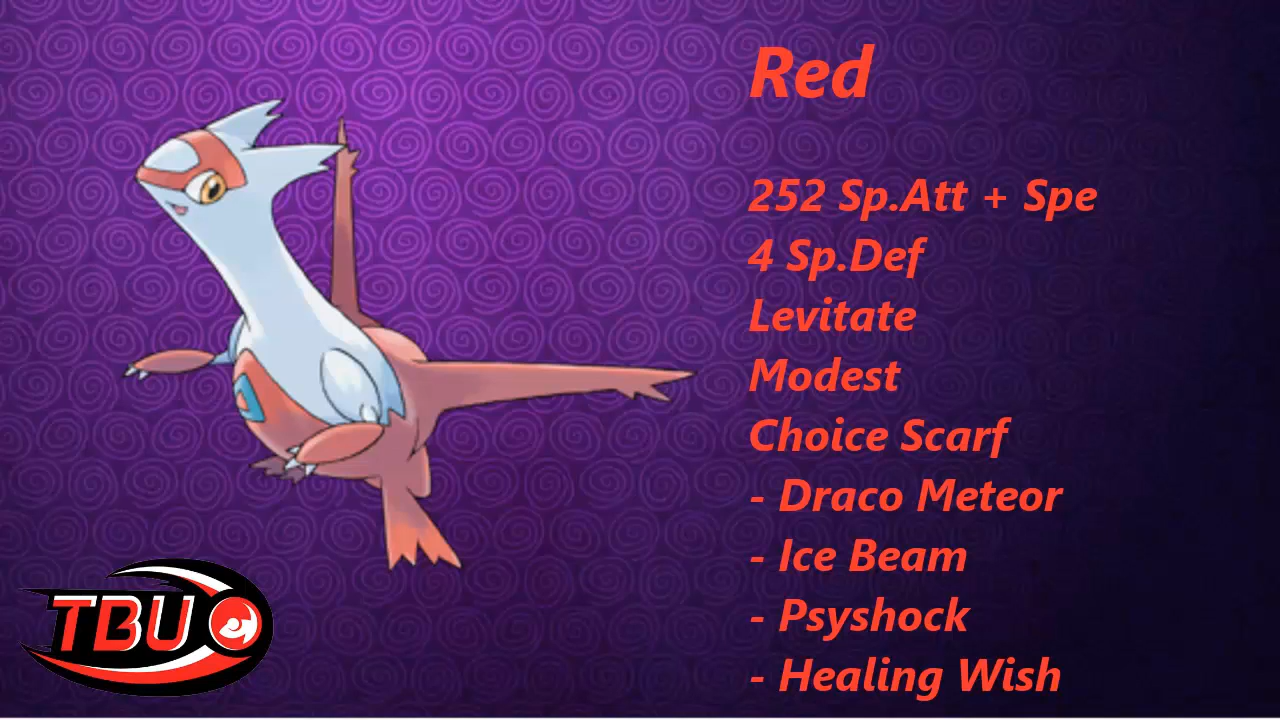 Red
252 Sp.Att + Spe
4 Sp.Def
Levitate
Modest
Choice Scarf
- Draco Meteor
- Ice Beam
- Psyshock
- Healing Wish
TBU